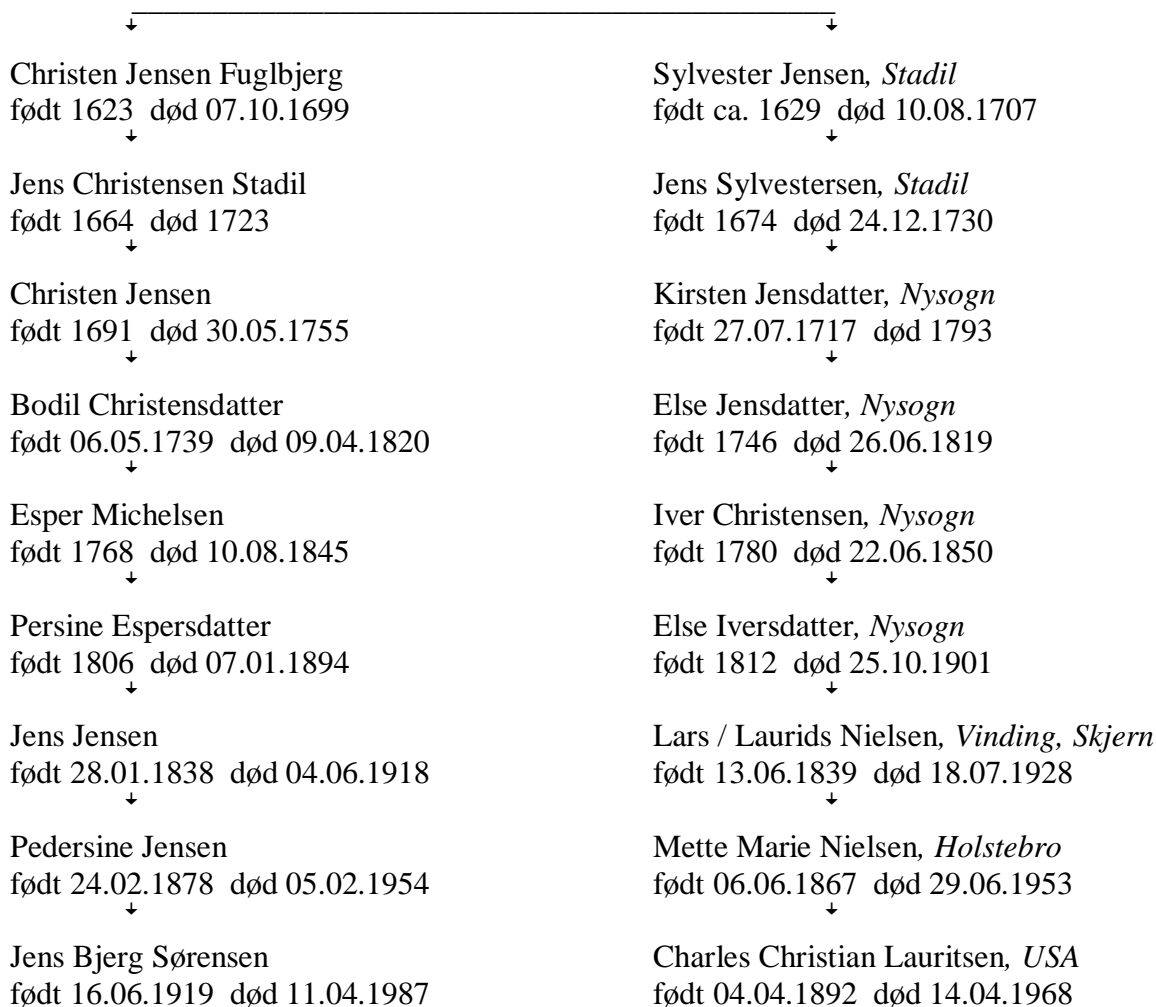 Christen Jensen Fuglbjerg
født 1623 død 07.10.1699
Jens Christensen Stadil
født 1664 død 1723
Christen Jensen
født 1691 død 30.05.1755
Bodil Christensdatter
født 06.05.1739 død 09.04.1820
Esper Michelsen
født 1768 død 10.08.1845
Persine Espersdatter
født 1806 død 07.01.1894
Jens Jensen
født 28.01.1838 død 04.06.1918
Pedersine Jensen
født 24.02.1878 død 05.02.1954
Jens Bjerg Sørensen
født 16.06.1919 død 11.04.1987
Sylvester Jensen, Stadil
født ca. 1629 død 10.08.1707
Jens Sylvestersen, Stadil
født 1674 død 24.12.1730
Kirsten Jensdatter, Nysogn
født 27.07.1717 død 1793
Else Jensdatter, Nysogn
født 1746 død 26.06.1819
Iver Christensen, Nysogn
født 1780 død 22.06.1850
Else Iversdatter, Nysogn
født 1812 død 25.10.1901
Lars / Laurids Nielsen, Vinding, Skjern
født 13.06.1839 død 18.07.1928
Mette Marie Nielsen, Holstebro
født 06.06.1867 død 29.06.1953
Charles Christian Lauritsen, USA
født 04.04.1892 død 14.04.1968